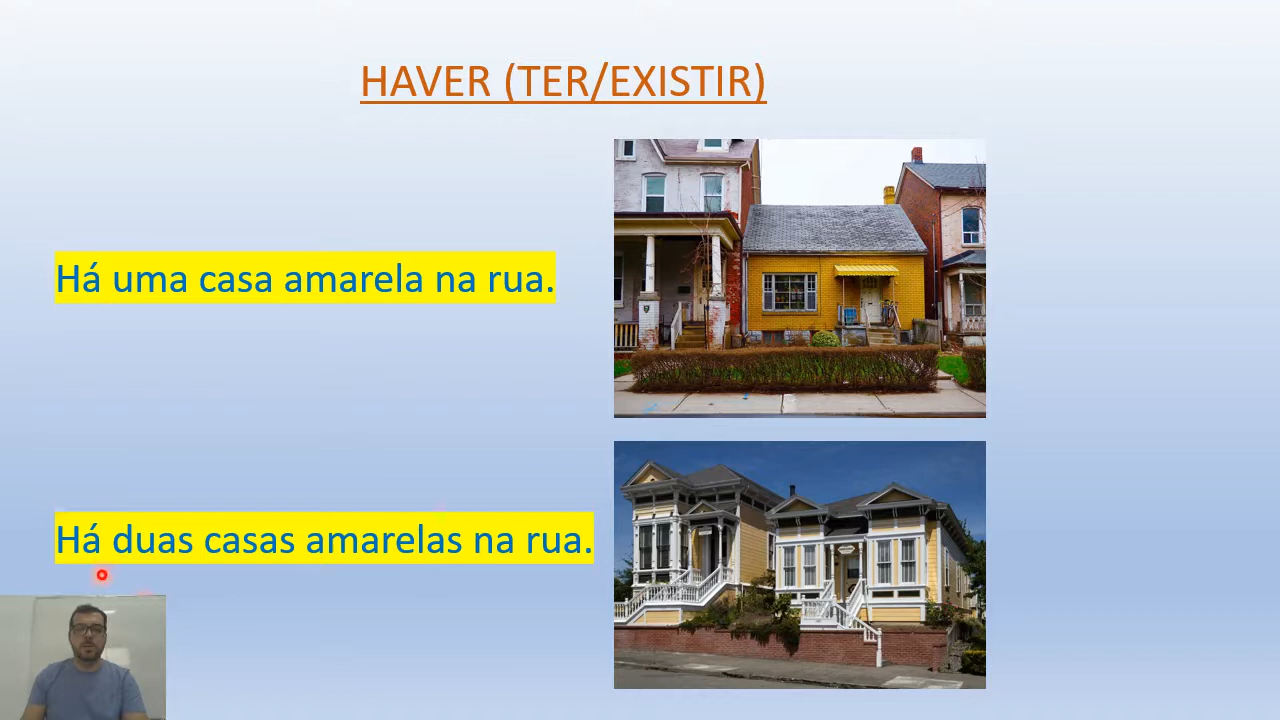 HAVER (TER/EXISTIR)
Há uma casa amarela na rua.
Há duas casas amarelas na rua.